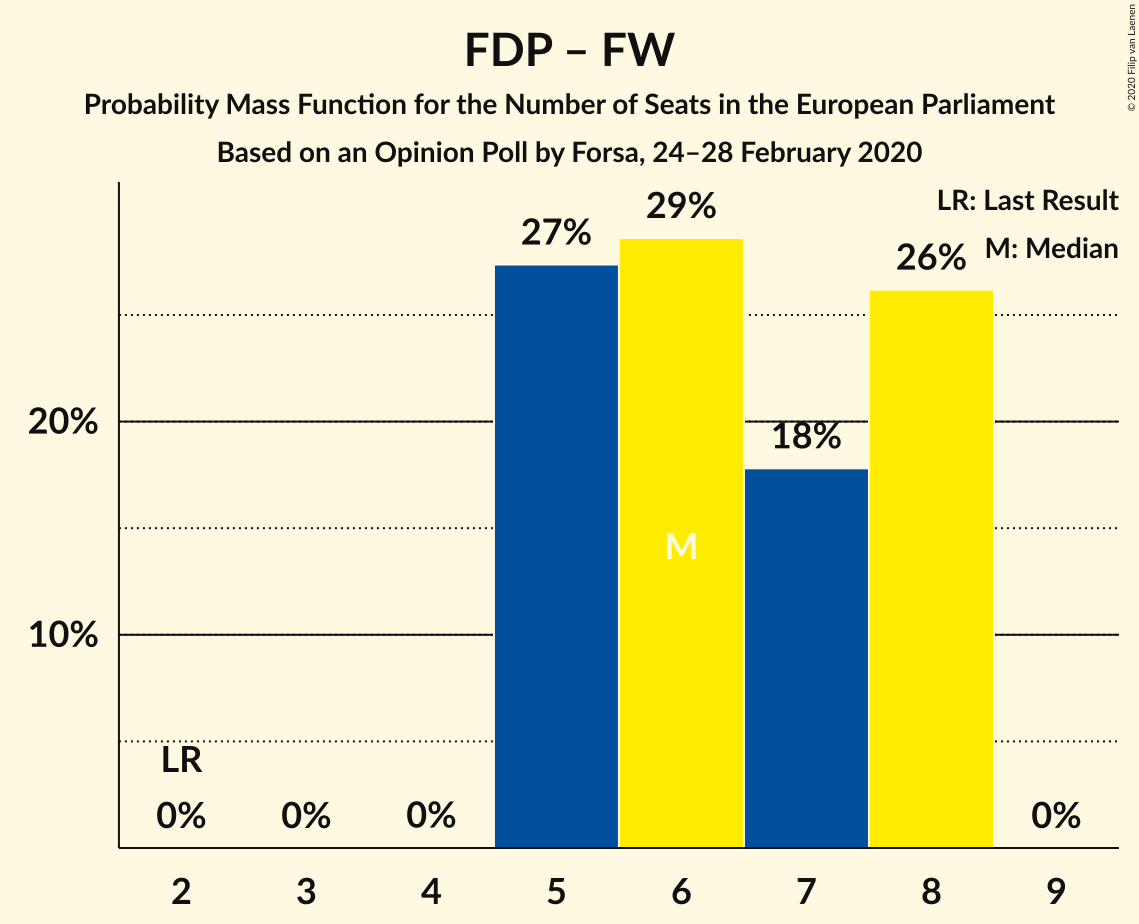 FDP – FW
Probability Mass Function for the Number of Seats in the European Parliament
Based on an Opinion Poll by Forsa, 24–28 February 2020
© 2020 Filip van Laenen
LR: Last Result
M: Median
29%
27%
26%
20%
18%
M
10%
LR
0%
0%
0%
0%
2
3
4
5
6
7
8
9